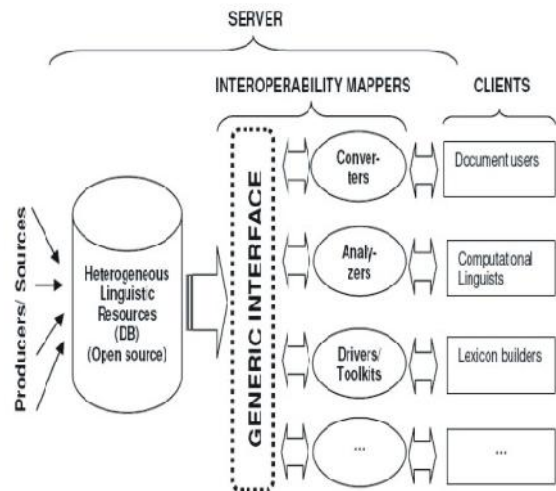 SERVER
INTEROPERABILITY MAPPERS
CLIENTS
Producers/ Sources
Heterogeneous
Linguistic
Resources
(DB)
(Open source)
GENERIC INTERFACE
Conver-
ters
Document users
Analy-
zers
Computational
Linguists
Drivers/
Toolkits
Lexicon builders
...
...